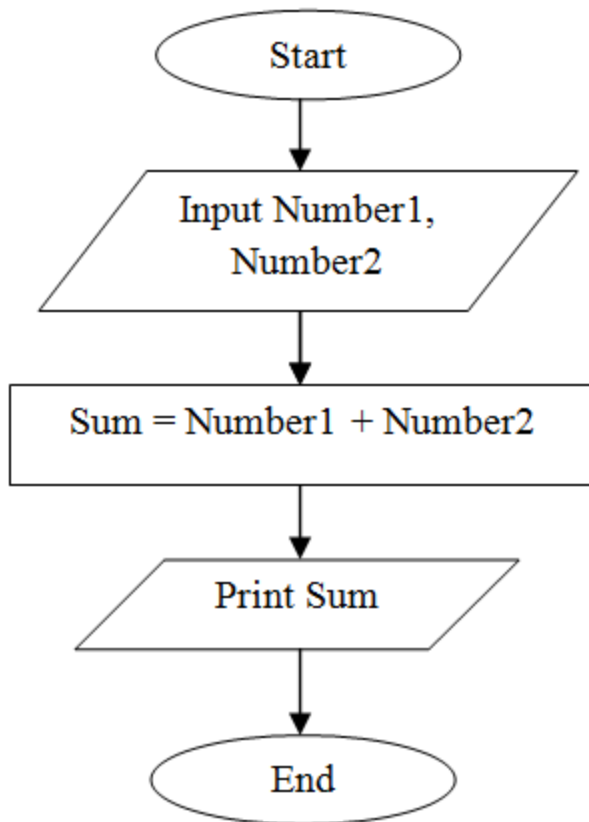 Start
Input Number1,
Number2
Sum = Number1 + Number2
Print Sum
End